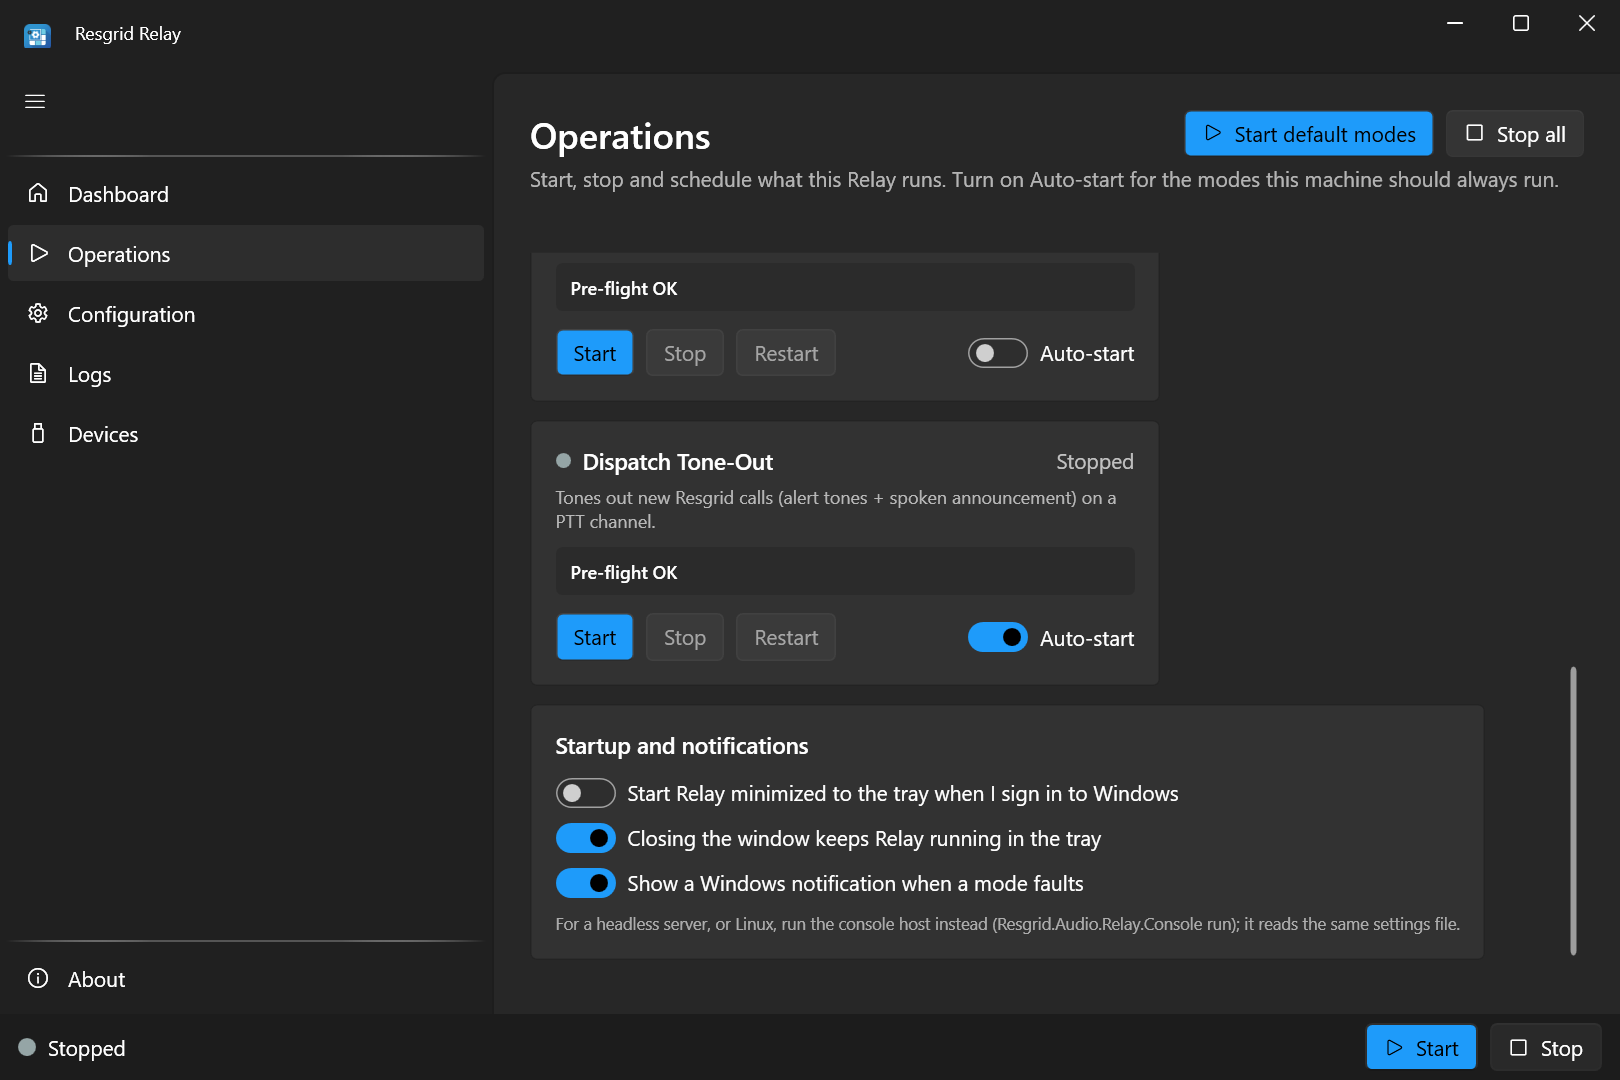 Resgrid Relay
Dashboard
Operations
Configuration
Logs
Devices
About
Operations
Start default modes
Stop all
Start, stop and schedule what this Relay runs. Turn on Auto-start for the modes this machine should always run.
Pre-flight OK
Start
Stop
Restart
Auto-start
Dispatch Tone-Out
Stopped
Tones out new Resgrid calls (alert tones + spoken announcement) on a
PTT channel.
Pre-flight OK
Start
Stop
Restart
Auto-start
Startup and notifications
Start Relay minimized to the tray when I sign in to Windows
Closing the window keeps Relay running in the tray
Show a Windows notification when a mode faults
For a headless server, or Linux, run the console host instead (Resgrid.Audio.Relay.Console run); it reads the same settings file.
Stopped
Start
Stop